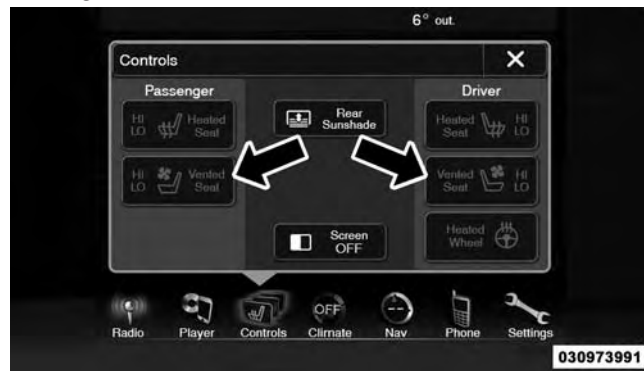 6° out.
Controls
X
Passenger
Driver
HI
LO
Heated
Seat
Rear
Sunshade
Heated
Seat
HI
LO
HI
LO
Vented
Seat
Vented
Seat
HI
LO
Screen
OFF
Heated
Wheel
OFF
--
Radio
Player
Controls
Climate
Nav
Phone
Settings
030973991